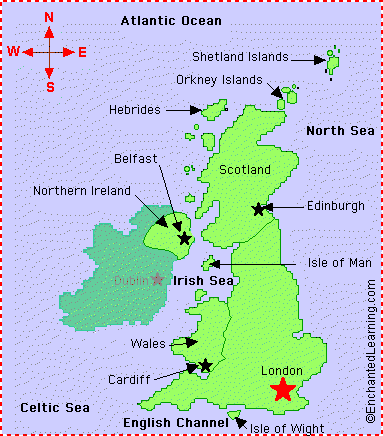 Atlantic Ocean
N
W E
S
Shetland Islands
Orkney Islands
Hebrides
North Sea
Belfast
Scotland
Northern Ireland
Edinburgh
Isle of Man
Dublin
Irish Sea
Wales
London
Cardiff
Celtic Sea
English Channel
Isle of Wight
©EnchantedLearning.com